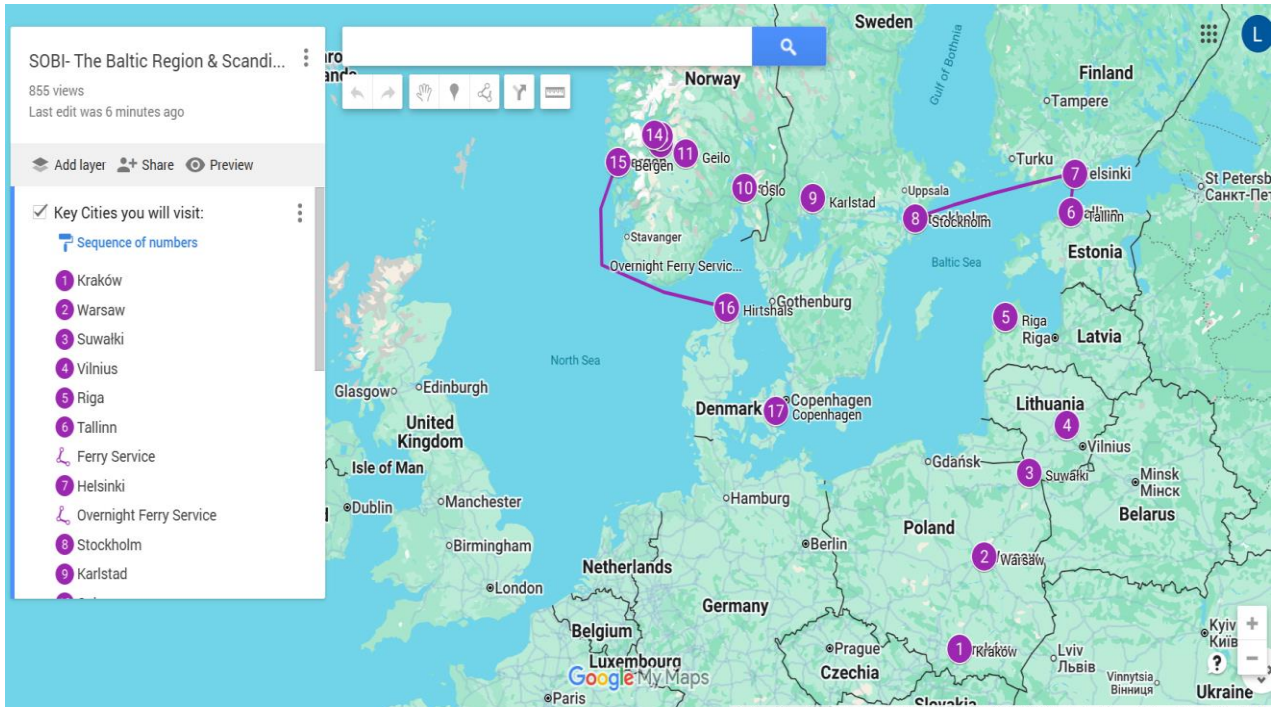 SOBI- The Baltic Region & Scandi...
855 views
Last edit was 6 minutes ago
Add layer
Share
Preview
Key Cities you will visit:
Sequence of numbers
1 Kraków
2 Warsaw
3 Suwałki
4 Vilnius
5 Riga
6 Tallinn
Ferry Service
7 Helsinki
Overnight Ferry Service
8 Stockholm
9 Karlstad
Sweden
L
Norway
Gulf of Bothnia
Finland
Tampere
14
11 Geilo
15
Bergen
Turku
7 elsinki
St Petersb
Санкт-Пет
10
Oslo
9 Karlstad
Uppsala
8
Stockholm
6
Tallinn
Stavanger
Estonia
Baltic Sea
Overnight Ferry Servic...
16 Hirtshals
Gothenburg
5 Riga
Riga
Latvia
North Sea
Glasgow
Edinburgh
United
Kingdom
Denmark
17
Copenhagen
Copenhagen
Lithuania
4
Vilnius
Isle of Man
Gdańsk
3 Suwałki
Minsk
Мінск
Belarus
Dublin
Manchester
Hamburg
Birmingham
Berlin
Poland
2
Warsaw
London
Netherlands
Germany
Belgium
Luxembourg
Prague
Czechia
1
Kraków
Lviv
Львів
Kyiv
Київ
+
?
−
Vinnytsia
Вінниця
Ukraine
Google My Maps
Paris
Slovakia